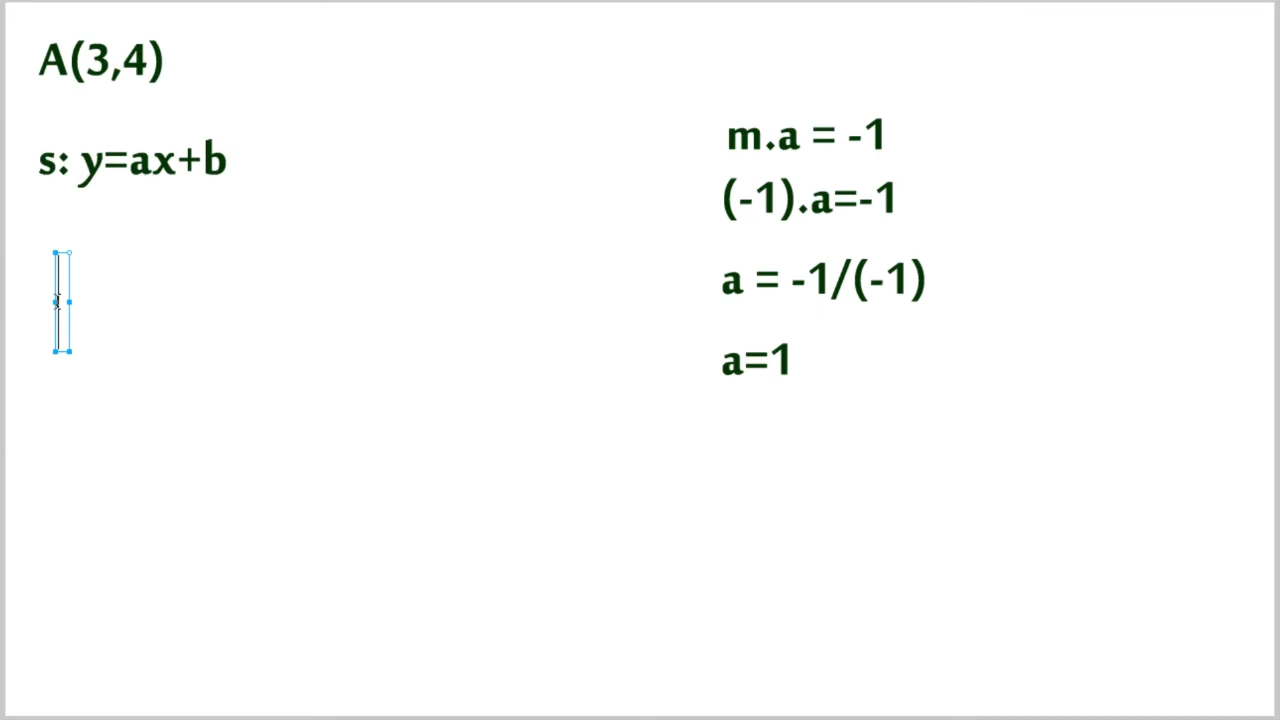 A(3,4)
s: y=ax+b
m.a = -1
(-1).a=-1
a = -1/(-1)
a=1